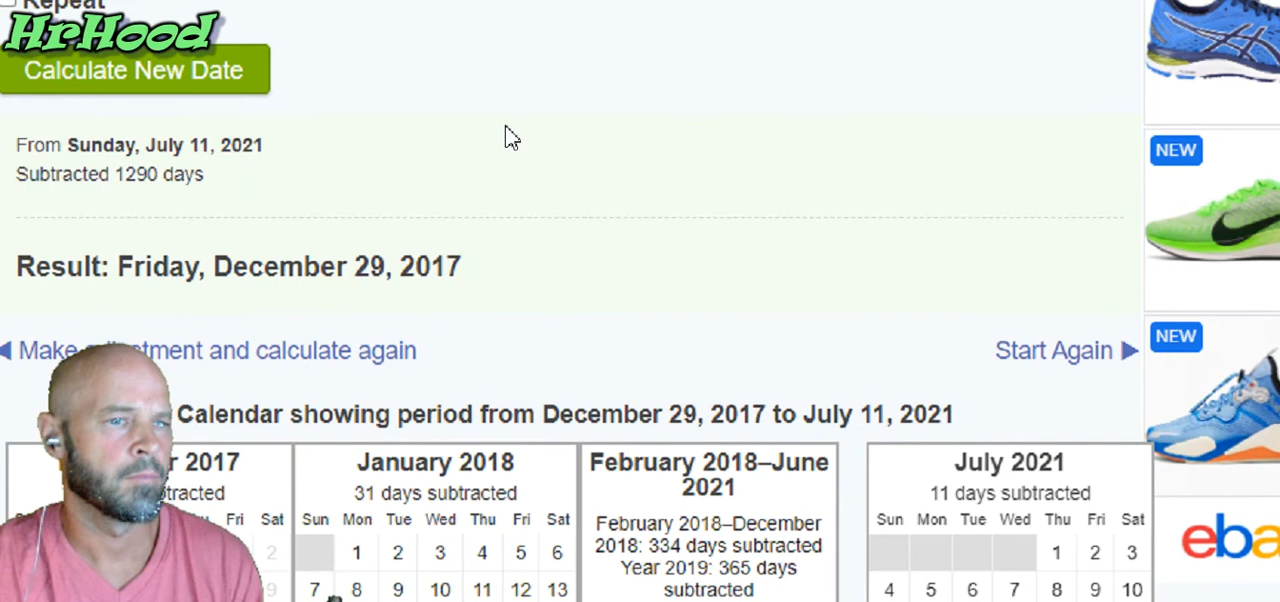 Repeat
HrHood
Calculate New Date
From Sunday, July 11, 2021
Subtracted 1290 days
Result: Friday, December 29, 2017
Make and calculate again
Start Again
Calendar showing period from December 29, 2017 to July 11, 2021
2017
January 2018
31 days subtracted
Sun Mon Tue Wed Thu Fri Sat
1 2 3 4 5 6
7 8 9 10 11 12 13
February 2018–June
2021
February 2018–December
2018: 334 days subtracted
Year 2019: 365 days
subtracted
July 2021
11 days subtracted
Sun Mon Tue Wed Thu Fri Sat
1 2 3
4 5 6 7 8 9 10
Fri Sat
2
9
NEW
NEW
eba